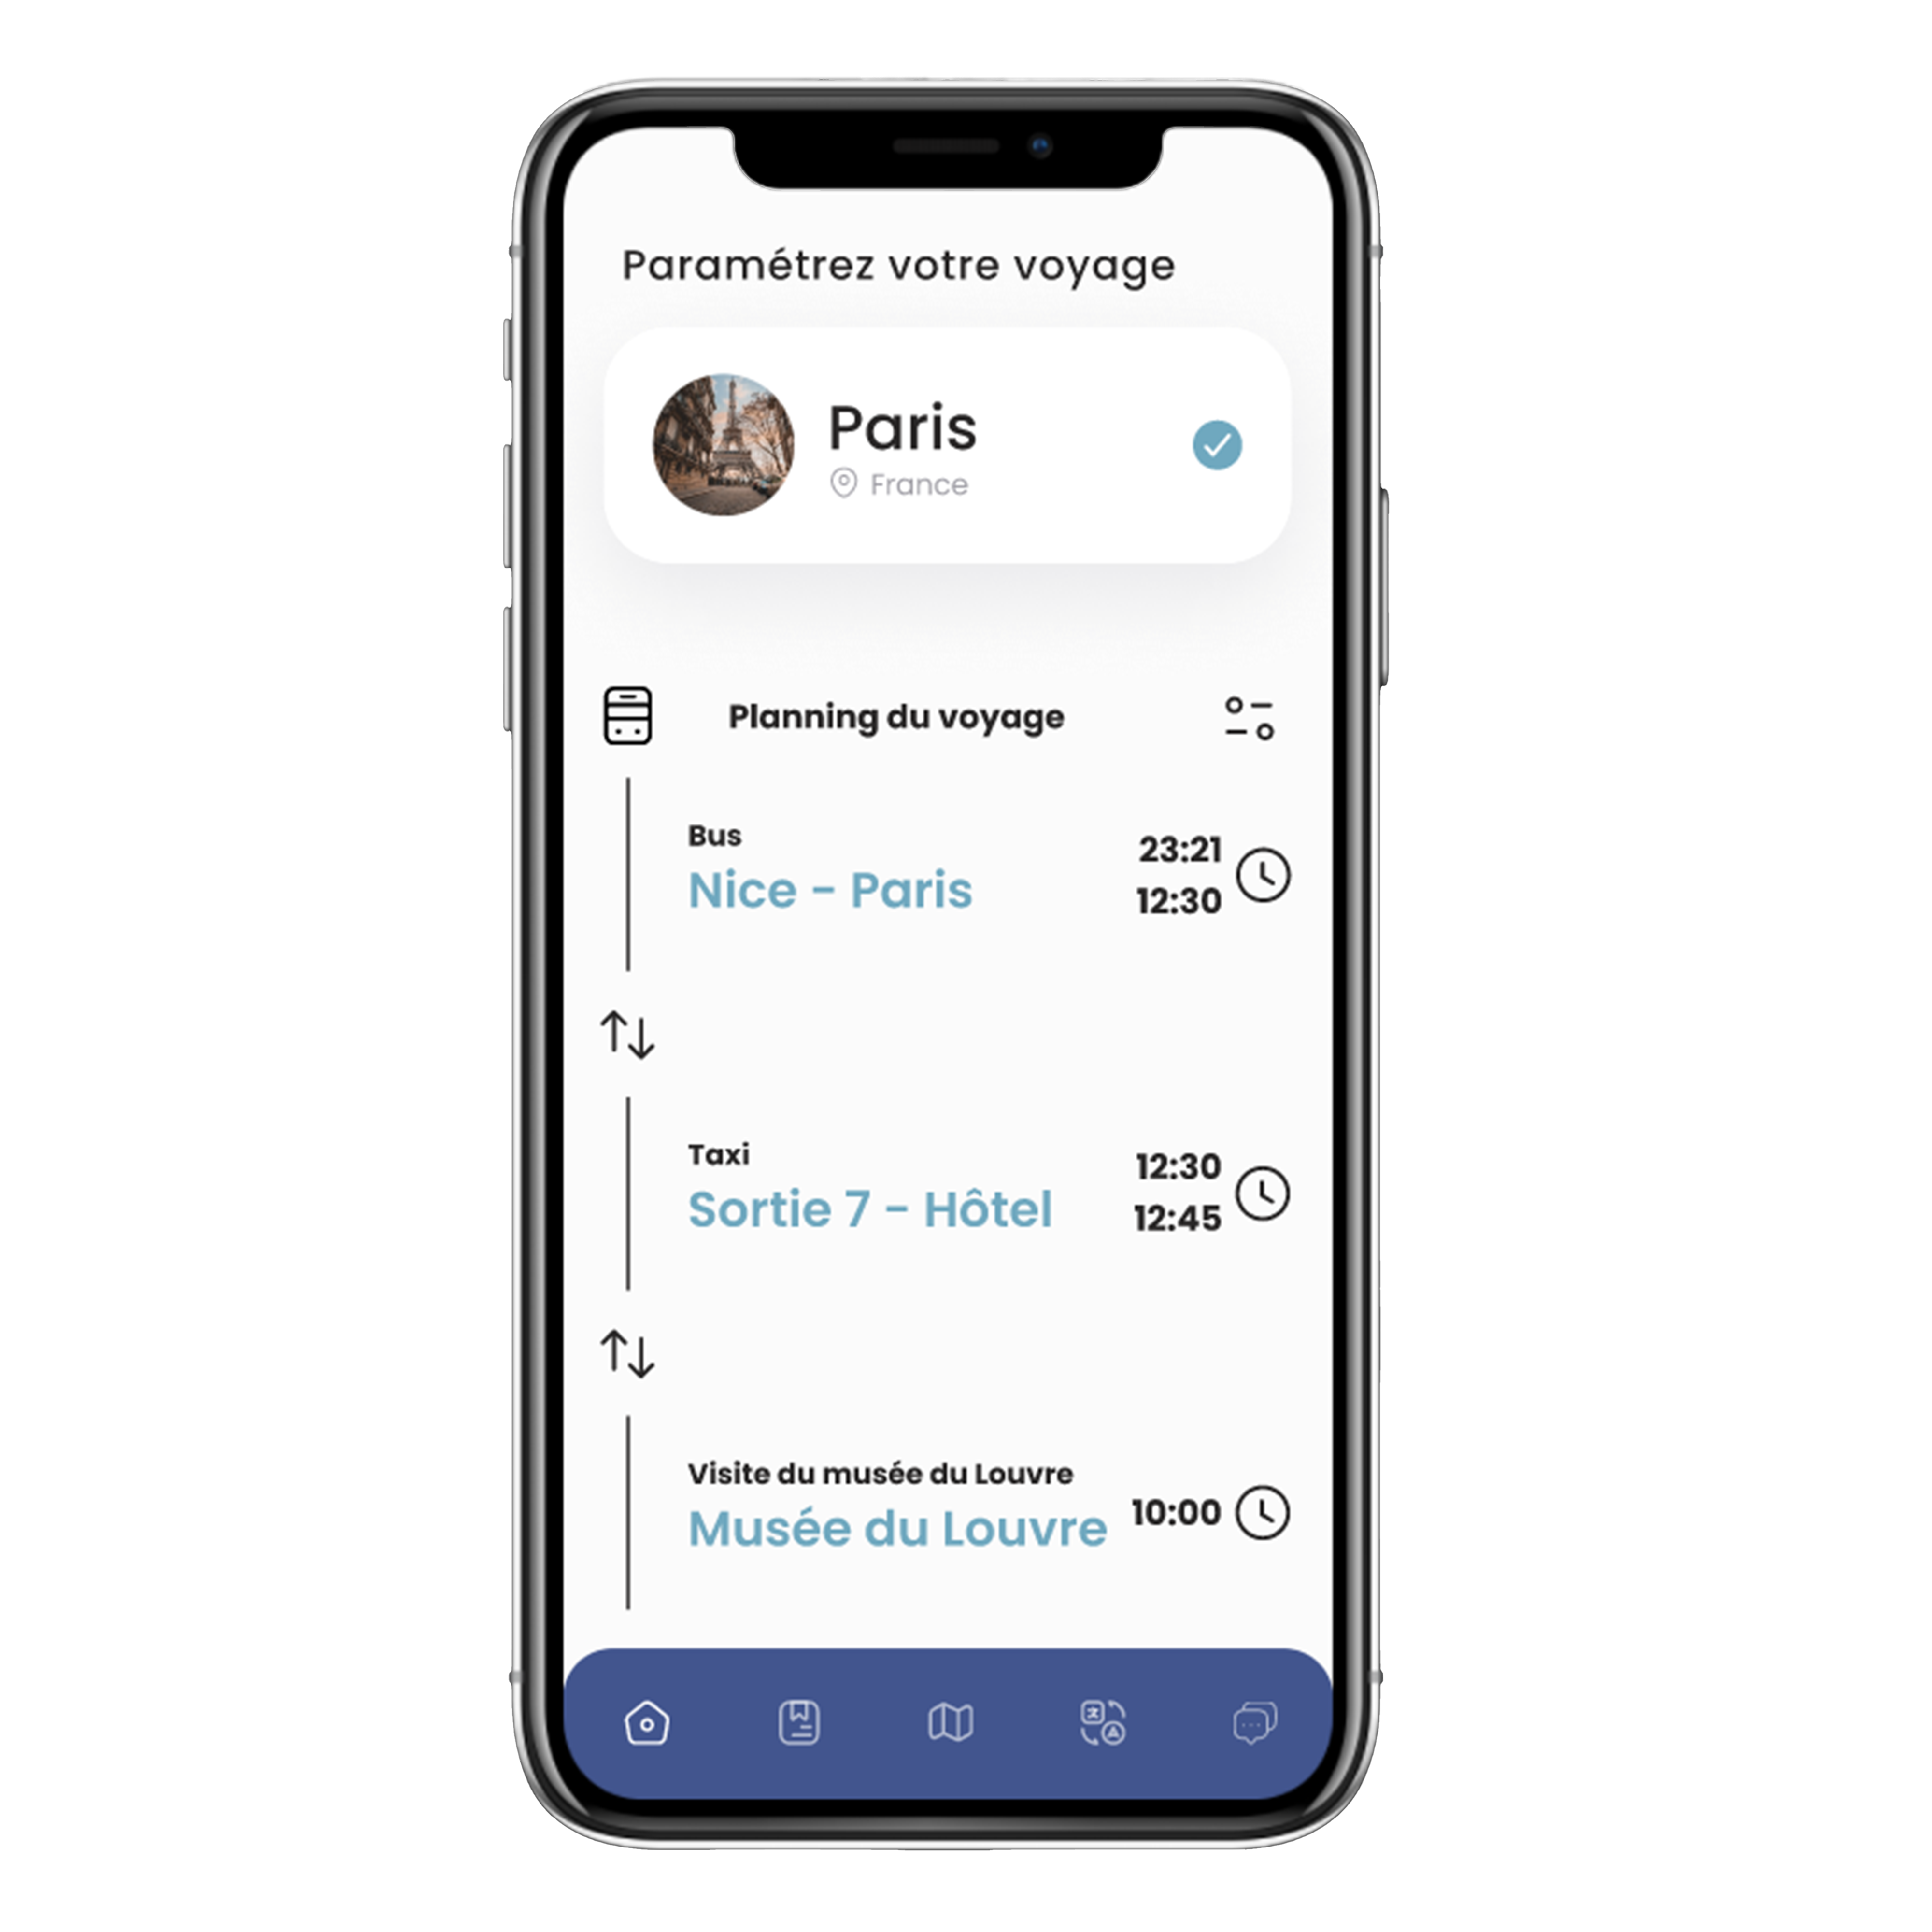 Paramétrez votre voyage
Paris
France
Planning du voyage
Bus
Nice - Paris
23:21
12:30
Taxi
Sortie 7 - Hôtel
12:30
12:45
Visite du musée du Louvre
Musée du Louvre
10:00